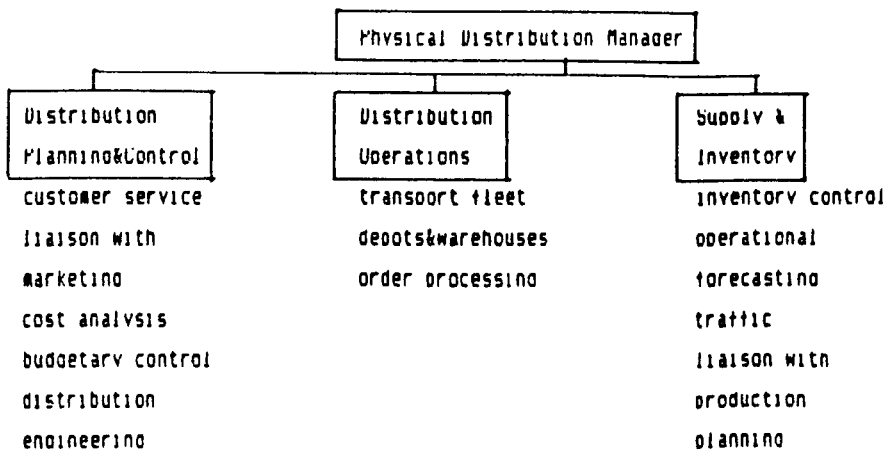 Physical Distribution Manager
Distribution
Planning&Control
customer service
liaison with
marketing
cost analysis
budgetary control
distribution
engineering
Distribution
Operations
transport fleet
depots&warehouses
order processing
Supply &
Inventory
inventory control
operational
forecasting
traffic
liaison with
production
planning